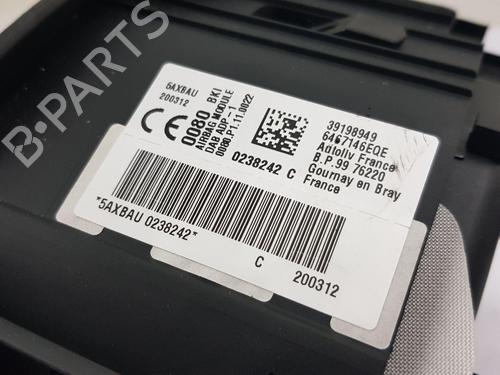 B-PARTS
5AXBAU
200312
CE 0080 BKI
AIRBAG MODULE
DAB ADP-1
0080.P1.11.0022
0238242 C
39198949
6467146EQE
Autoliv France
B.P.99 76220
Gournay en Bray
France
*5AXBAU 0238242*
C
200312